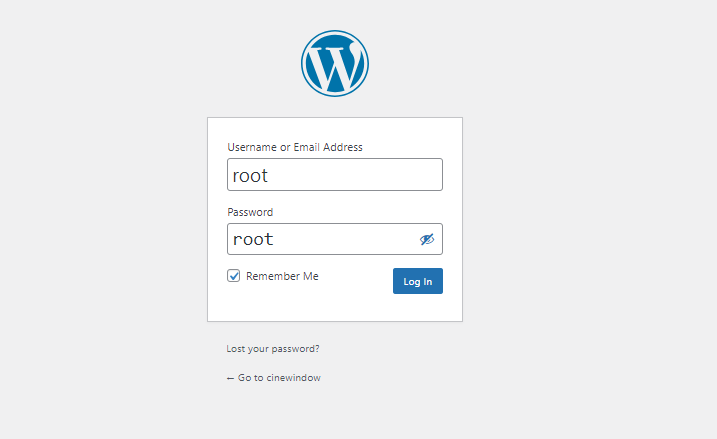 Username or Email Address
root
Password
root
Remember Me
Log In
Lost your password?
← Go to cinewindow